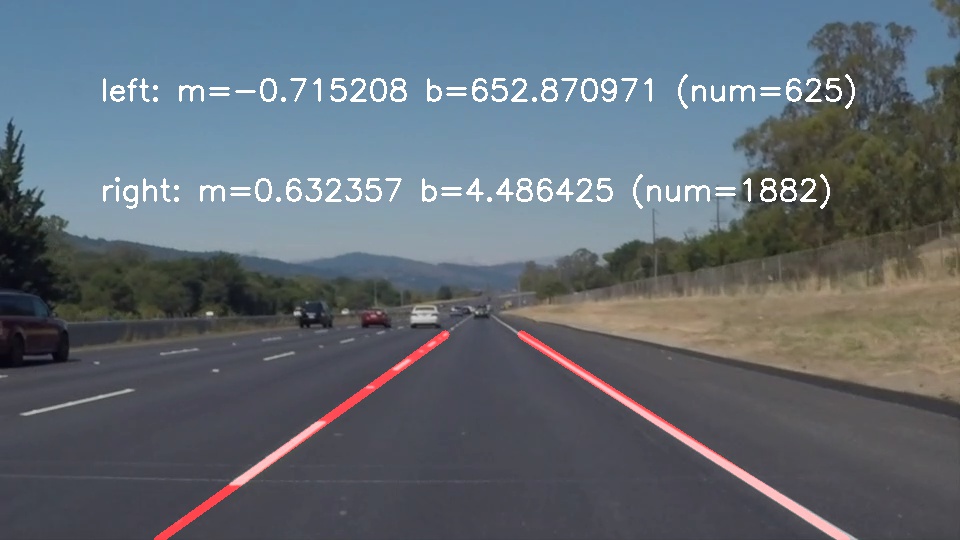 left: m=-0.715208 b=652.870971 (num=625)
right: m=0.632357 b=4.486425 (num=1882)